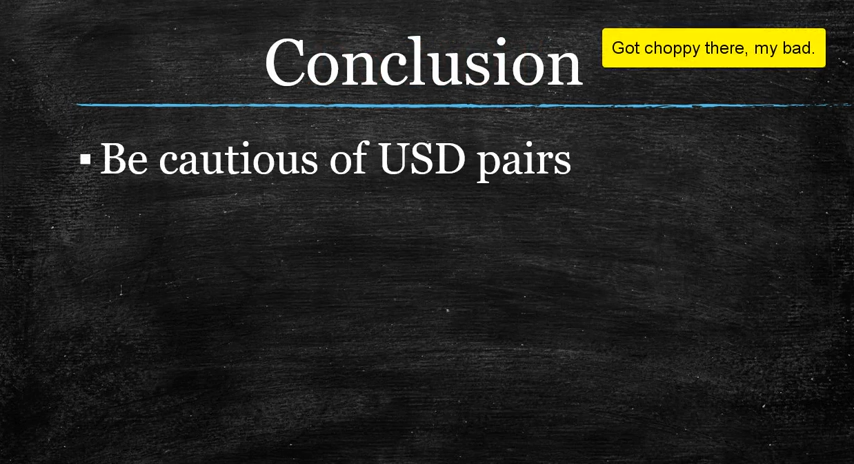 Conclusion
Got choppy there, my bad.
▪ Be cautious of USD pairs